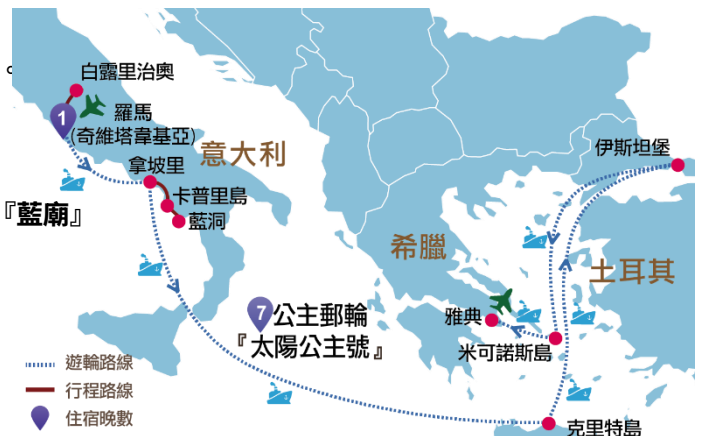 白露里治奧
1
羅馬
(奇維塔韋基亞)
意大利
拿坡里
卡普里島
藍洞
『藍廟』
伊斯坦堡
希臘
土耳其
7
公主郵輪
『太陽公主號』
雅典
米可諾斯島
克里特島
遊輪路線
行程路線
住宿晚數